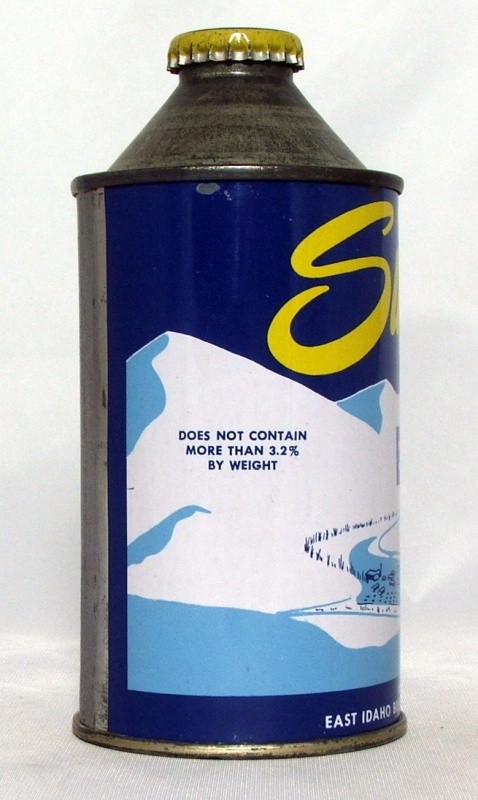 DOES NOT CONTAIN
MORE THAN 3.2%
BY WEIGHT
EAST IDAHO